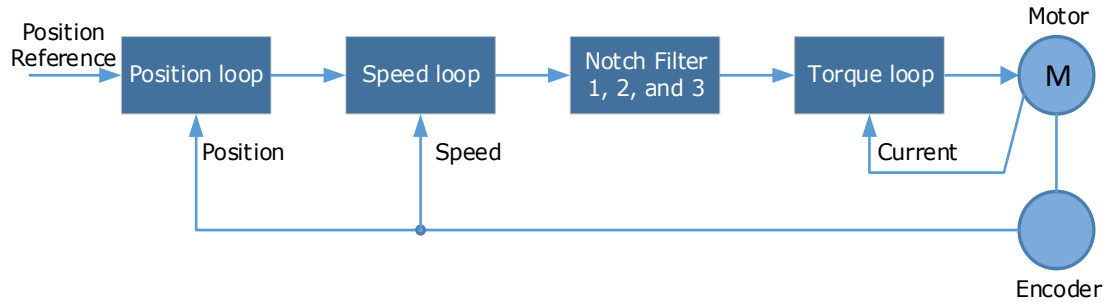 Motor
Position
Reference
Position loop
Speed loop
Notch Filter
1, 2, and 3
Torque loop
M
Position
Speed
Current
Encoder